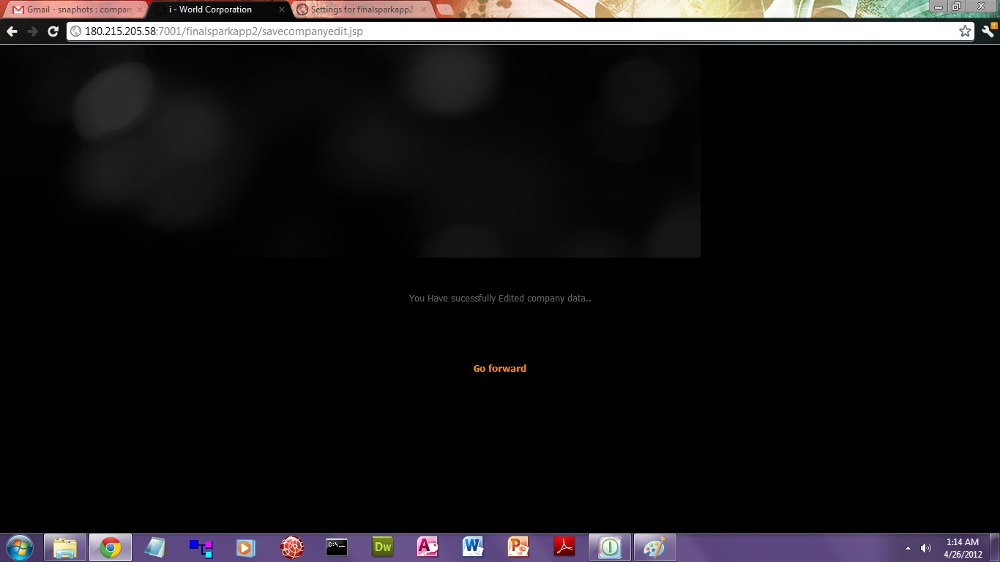 Gmail - snaphots : compan
i - World Corporation
Settings for finalsparkapp2
180.215.205.58:7001/finalsparkapp2/savecompanyedit.jsp
You Have sucessfully Edited company data..
Go forward
C:\
Dw
1:14 AM
4/26/2012